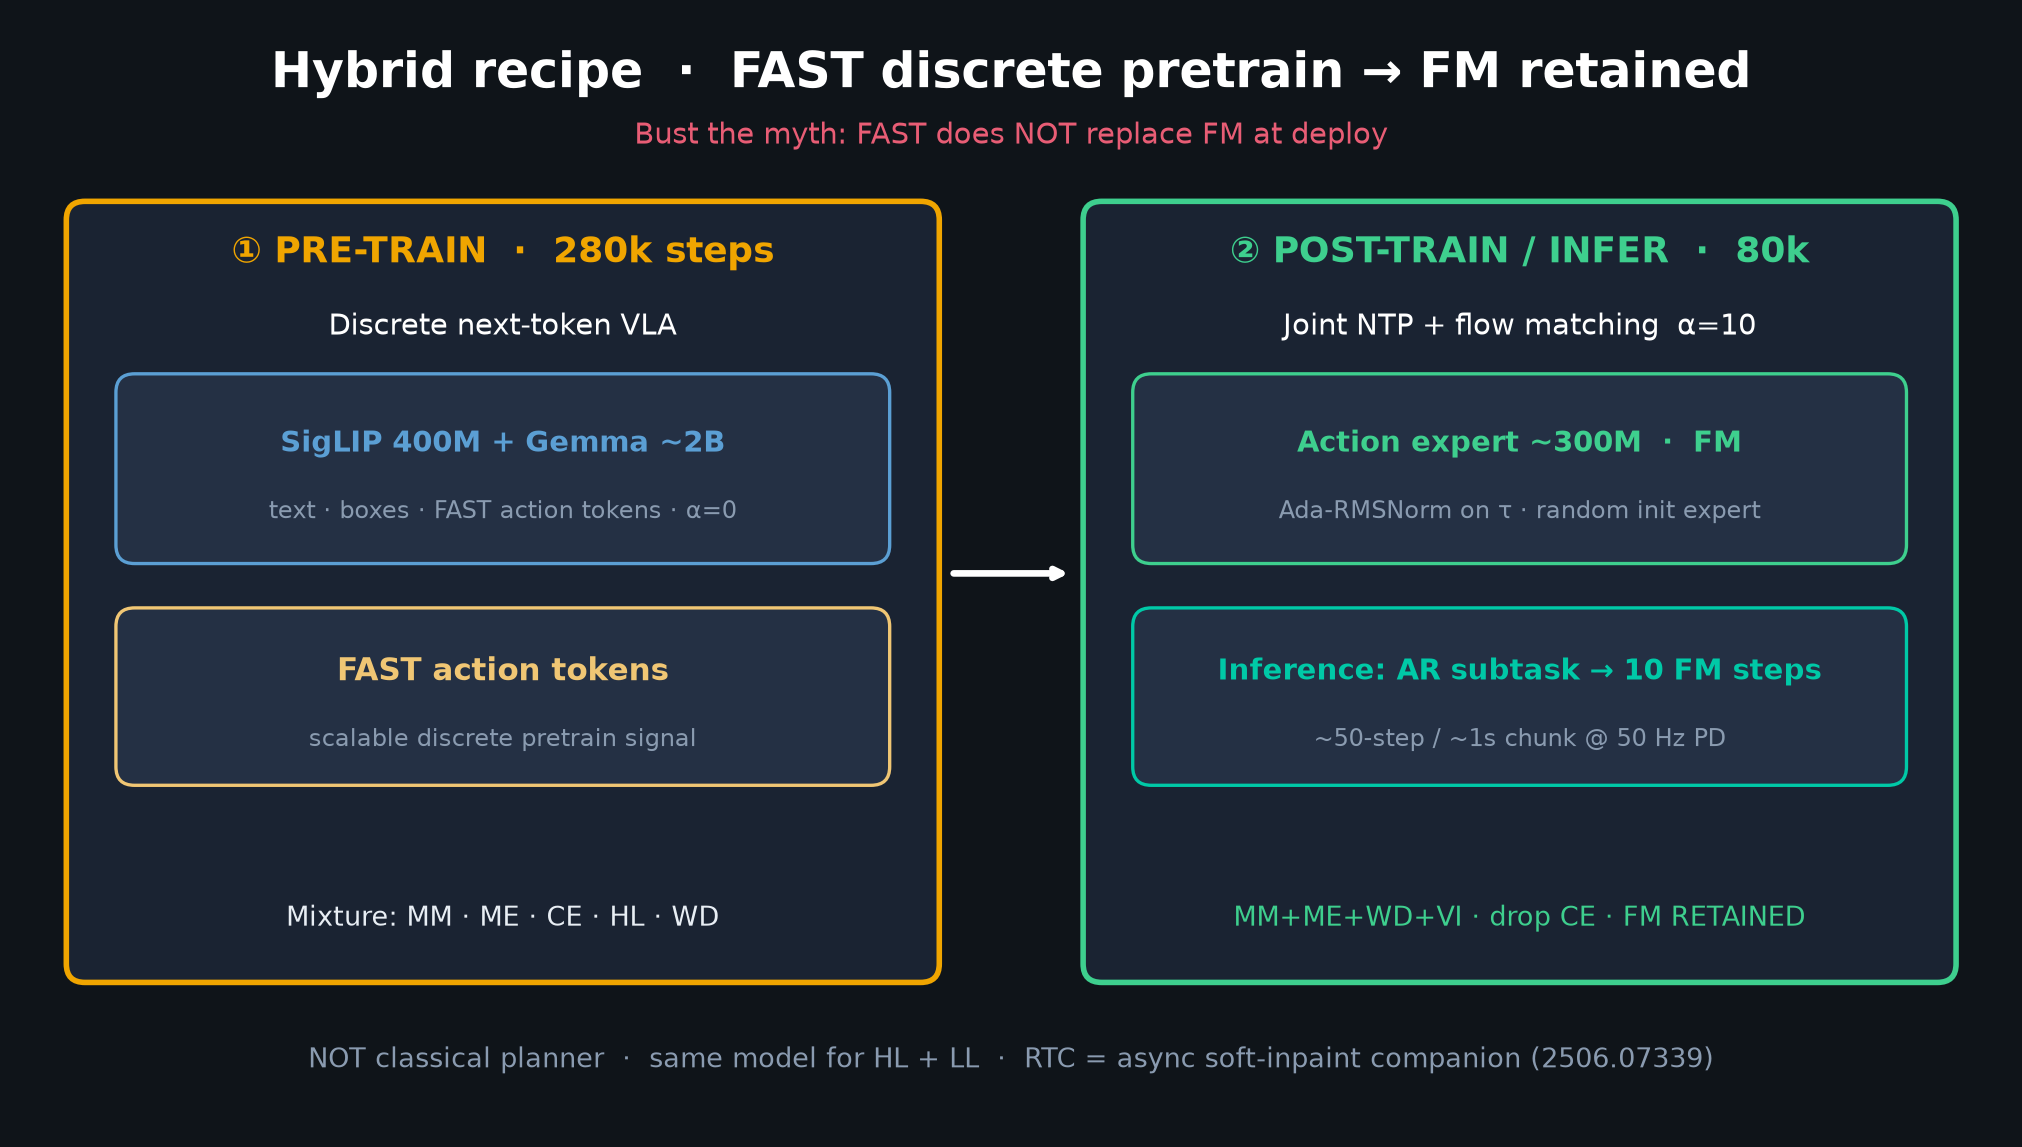 Hybrid recipe · FAST discrete pretrain → FM retained
Bust the myth: FAST does NOT replace FM at deploy
① PRE-TRAIN · 280k steps
Discrete next-token VLA
SigLIP 400M + Gemma ~2B
text · boxes · FAST action tokens · α=0
FAST action tokens
scalable discrete pretrain signal
Mixture: MM · ME · CE · HL · WD
② POST-TRAIN / INFER · 80k
Joint NTP + flow matching α=10
Action expert ~300M · FM
Ada-RMSNorm on τ · random init expert
Inference: AR subtask → 10 FM steps
~50-step / ~1s chunk @ 50 Hz PD
MM+ME+WD+VI · drop CE · FM RETAINED
NOT classical planner · same model for HL + LL · RTC = async soft-inpaint companion (2506.07339)